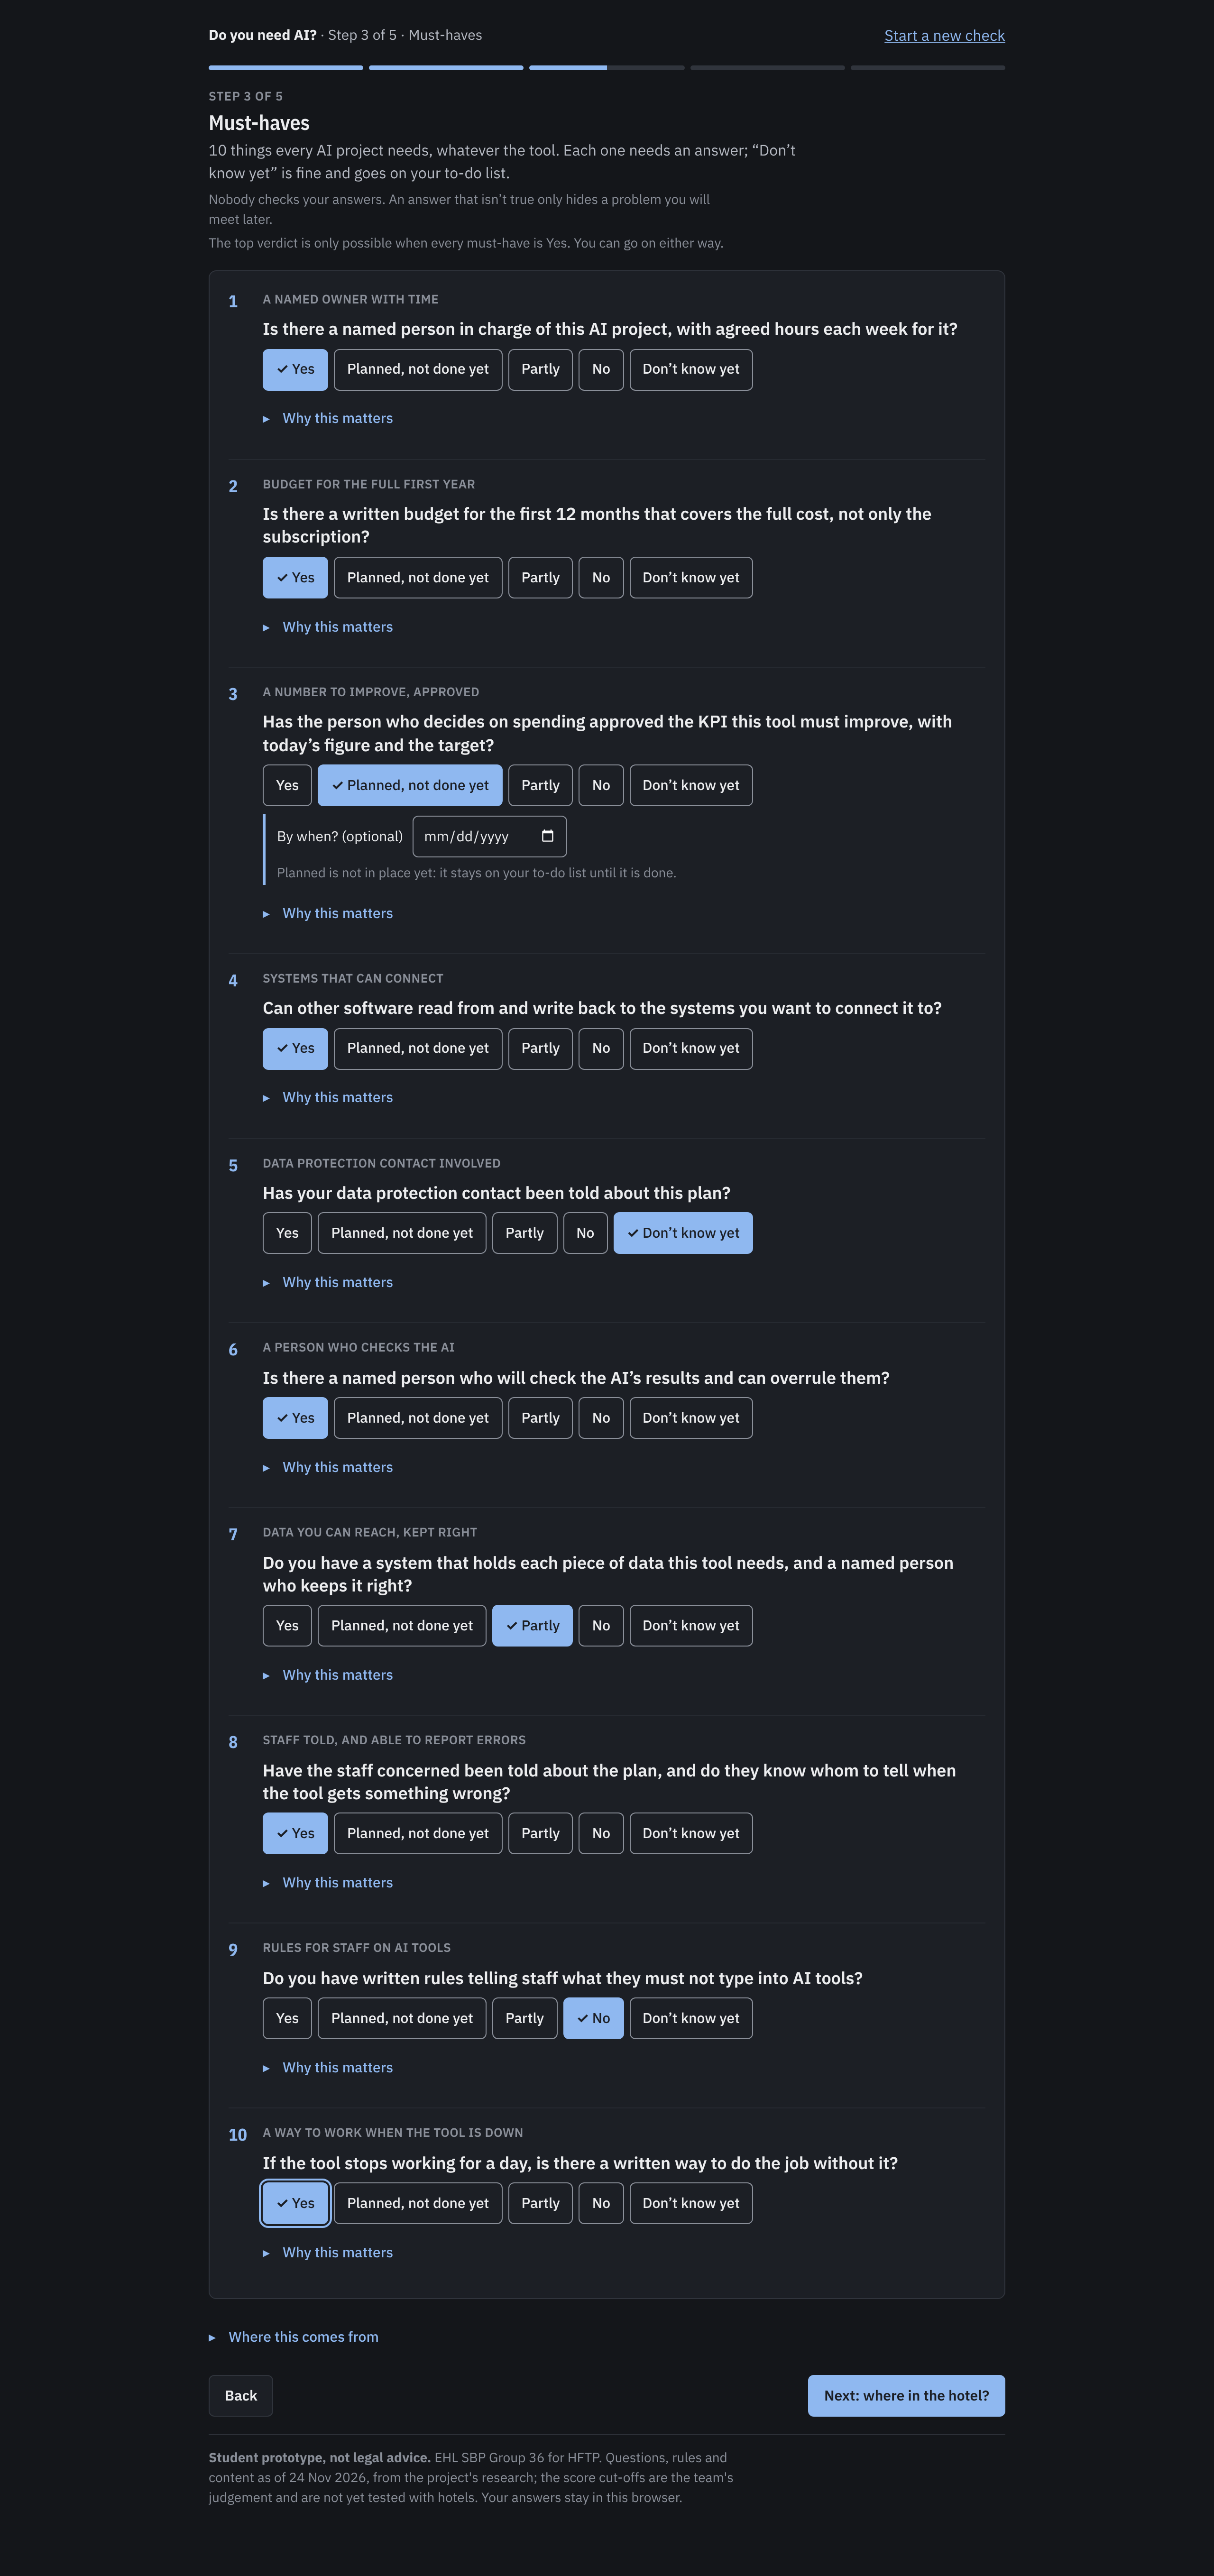 Do you need AI? · Step 3 of 5 · Must-haves
Start a new check
STEP 3 OF 5
Must-haves
10 things every AI project needs, whatever the tool. Each one needs an answer; “Don’t
know yet” is fine and goes on your to-do list.
Nobody checks your answers. An answer that isn’t true only hides a problem you will
meet later.
The top verdict is only possible when every must-have is Yes. You can go on either way.
1 A NAMED OWNER WITH TIME
Is there a named person in charge of this AI project, with agreed hours each week for it?
✓ Yes Planned, not done yet Partly No Don’t know yet
▸ Why this matters
2 BUDGET FOR THE FULL FIRST YEAR
Is there a written budget for the first 12 months that covers the full cost, not only the
subscription?
✓ Yes Planned, not done yet Partly No Don’t know yet
▸ Why this matters
3 A NUMBER TO IMPROVE, APPROVED
Has the person who decides on spending approved the KPI this tool must improve, with
today’s figure and the target?
Yes ✓ Planned, not done yet Partly No Don’t know yet
By when? (optional) mm/dd/yyyy
Planned is not in place yet: it stays on your to-do list until it is done.
▸ Why this matters
4 SYSTEMS THAT CAN CONNECT
Can other software read from and write back to the systems you want to connect it to?
✓ Yes Planned, not done yet Partly No Don’t know yet
▸ Why this matters
5 DATA PROTECTION CONTACT INVOLVED
Has your data protection contact been told about this plan?
Yes Planned, not done yet Partly No ✓ Don’t know yet
▸ Why this matters
6 A PERSON WHO CHECKS THE AI
Is there a named person who will check the AI’s results and can overrule them?
✓ Yes Planned, not done yet Partly No Don’t know yet
▸ Why this matters
7 DATA YOU CAN REACH, KEPT RIGHT
Do you have a system that holds each piece of data this tool needs, and a named person
who keeps it right?
Yes Planned, not done yet ✓ Partly No Don’t know yet
▸ Why this matters
8 STAFF TOLD, AND ABLE TO REPORT ERRORS
Have the staff concerned been told about the plan, and do they know whom to tell when
the tool gets something wrong?
✓ Yes Planned, not done yet Partly No Don’t know yet
▸ Why this matters
9 RULES FOR STAFF ON AI TOOLS
Do you have written rules telling staff what they must not type into AI tools?
Yes Planned, not done yet Partly ✓ No Don’t know yet
▸ Why this matters
10 A WAY TO WORK WHEN THE TOOL IS DOWN
If the tool stops working for a day, is there a written way to do the job without it?
✓ Yes Planned, not done yet Partly No Don’t know yet
▸ Why this matters
▸ Where this comes from
Back
Next: where in the hotel?
Student prototype, not legal advice. EHL SBP Group 36 for HFTP. Questions, rules and
content as of 24 Nov 2026, from the project's research; the score cut-offs are the team's
judgement and are not yet tested with hotels. Your answers stay in this browser.